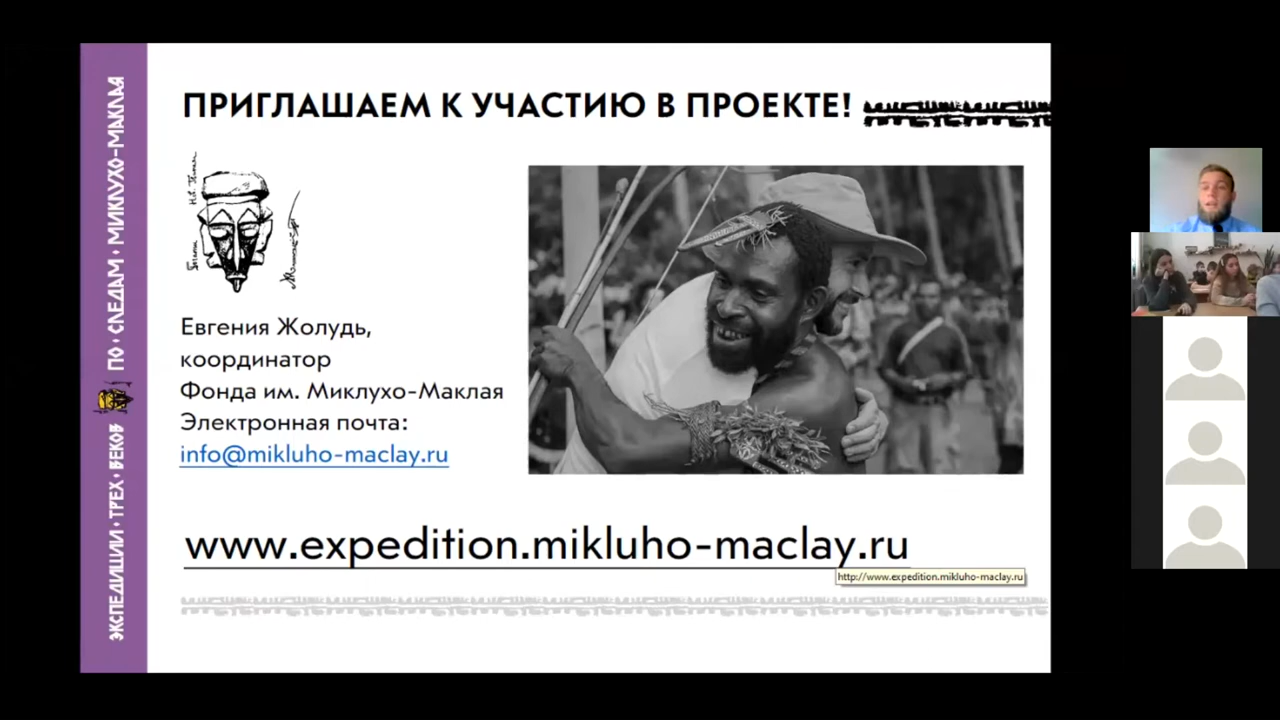 ПРИГЛАШАЕМ К УЧАСТИЮ В ПРОЕКТЕ!
ЭКСПЕДИЦИИ • ТРЕХ • ВЕКОВ
ПО • СЛЕДАМ • МИКЛУХО-МАКЛАЯ
Евгения Жолудь,
координатор
Фонда им. Миклухо-Маклая
Электронная почта:
info@mikluho-maclay.ru
www.expedition.mikluho-maclay.ru
http://www.expedition.mikluho-maclay.ru